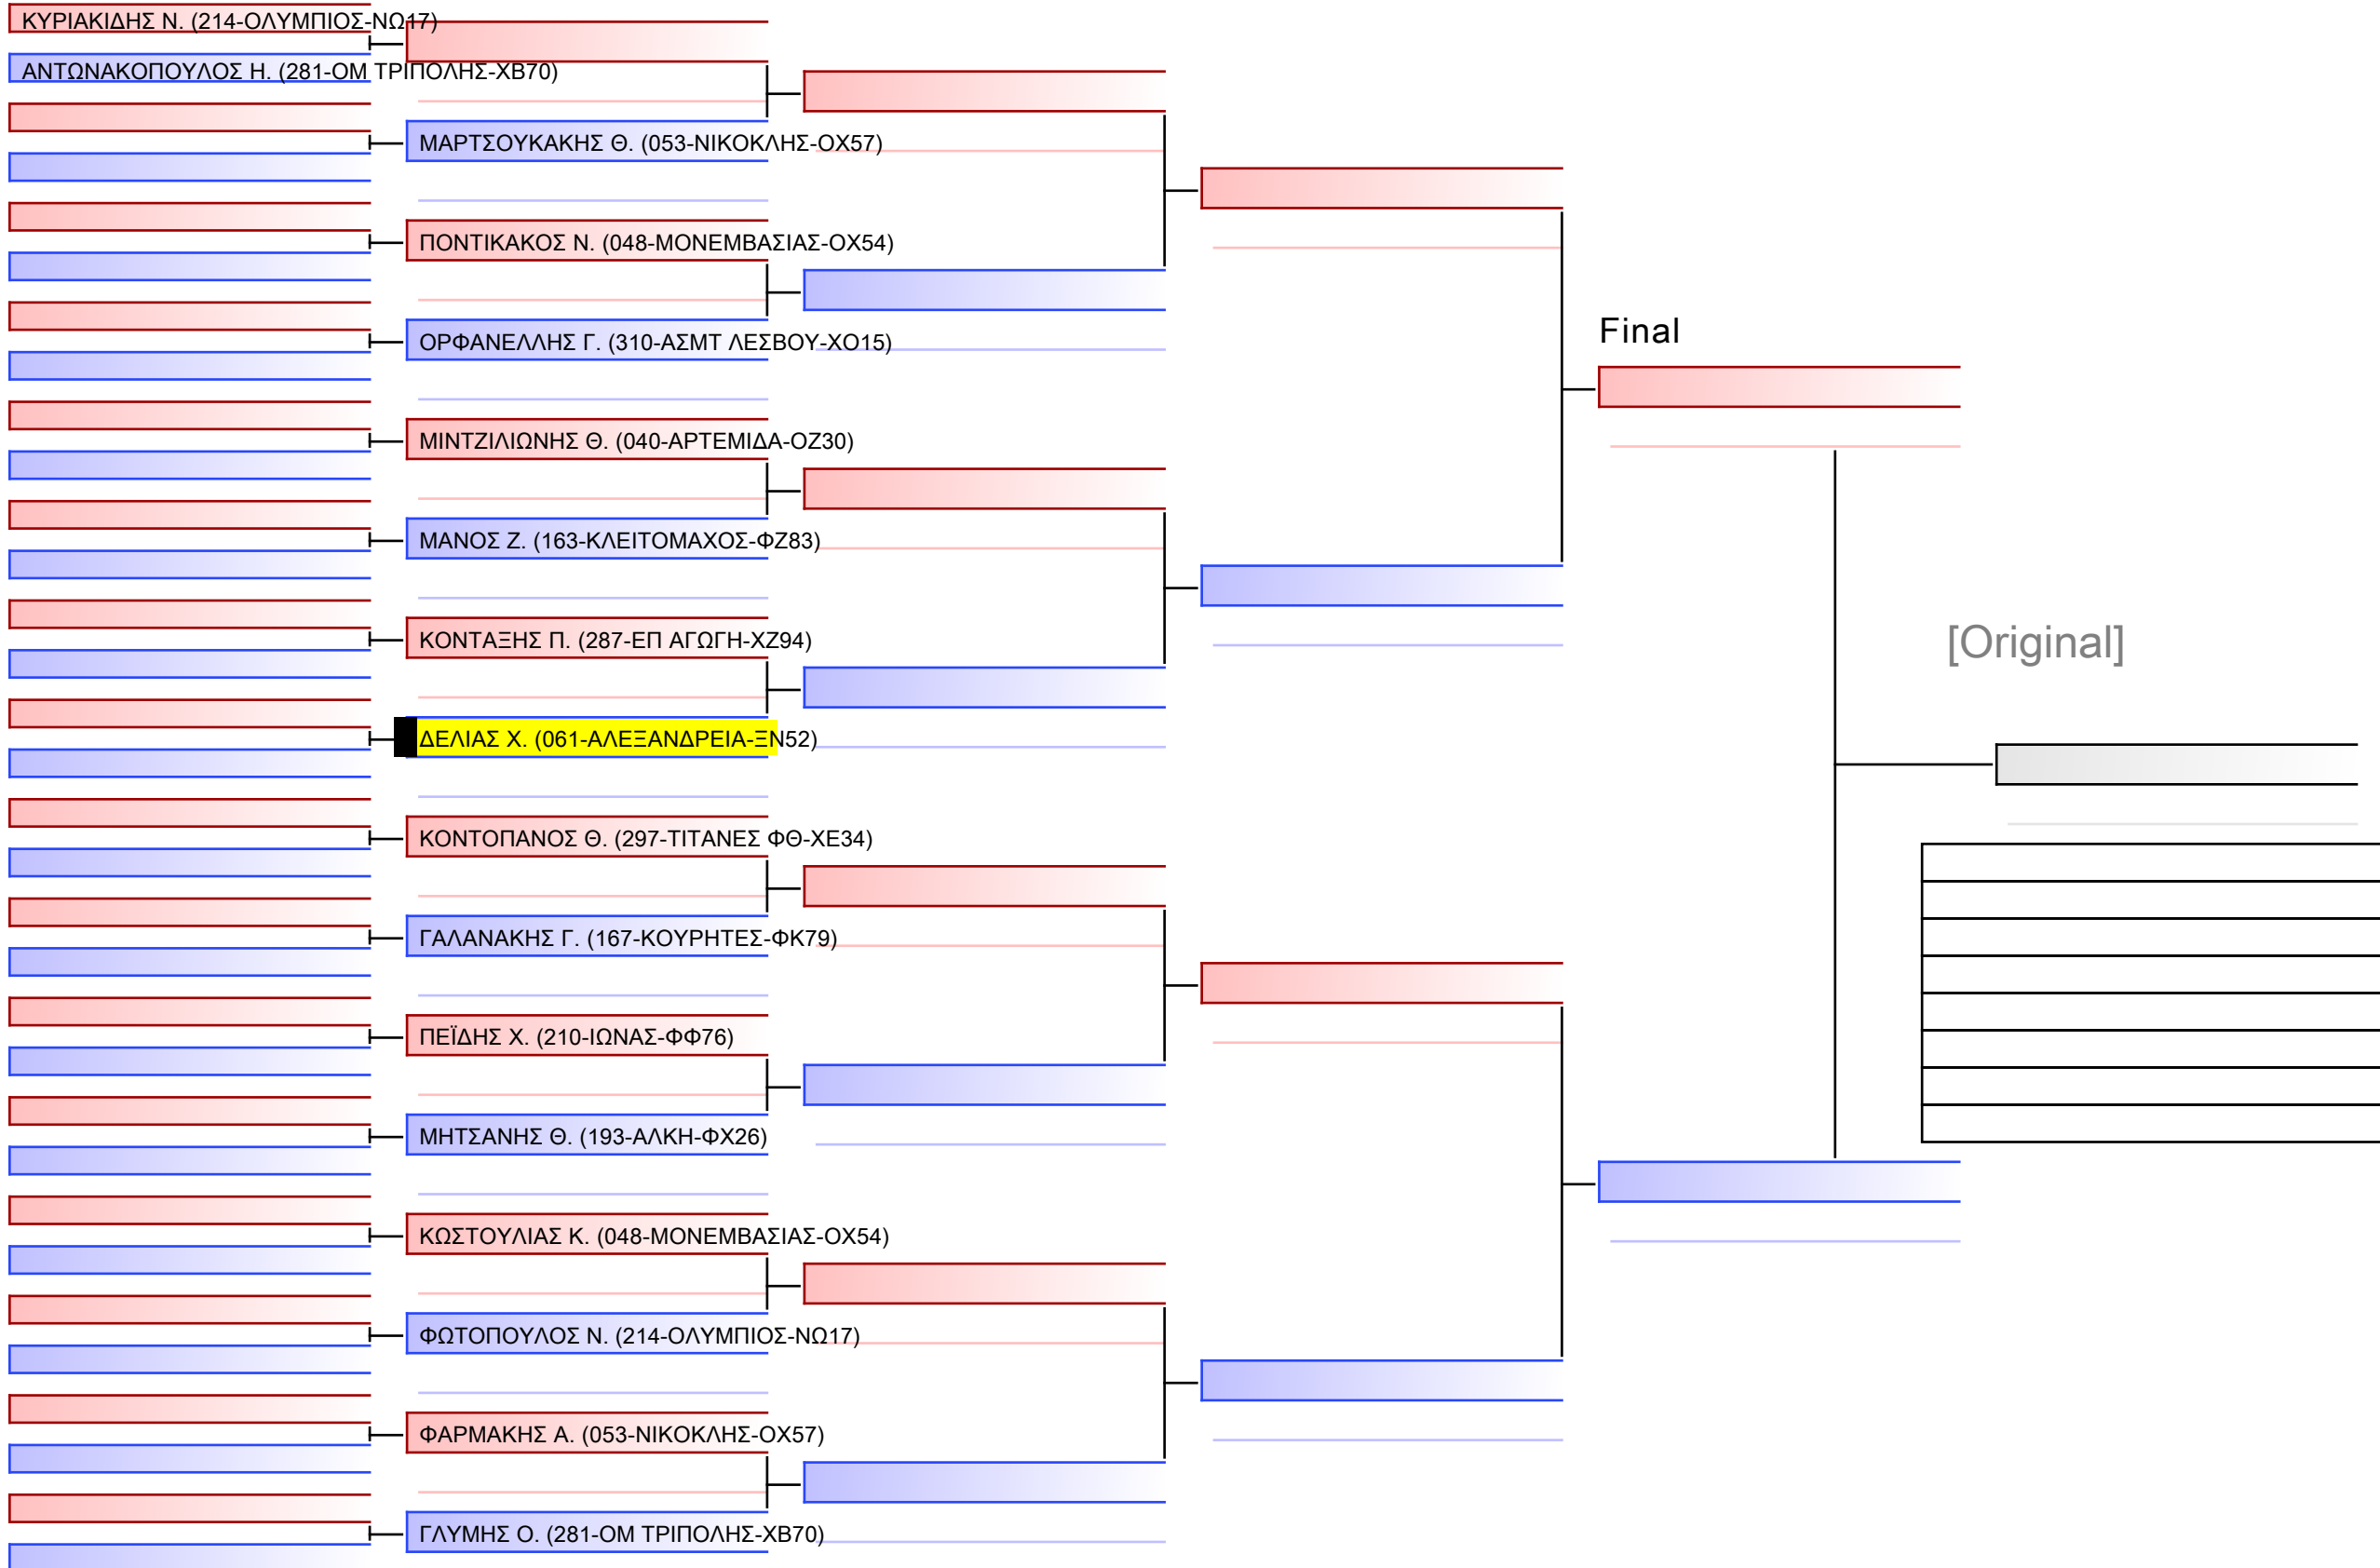 ΚΥΡΙΑΚΙΔΗΣ Ν. (214-ΟΛΥΜΠΙΟΣ-ΝΩ17)
ΑΝΤΩΝΑΚΟΠΟΥΛΟΣ Η. (281-ΟΜ ΤΡΙΠΟΛΗΣ-ΧΒ70)
ΜΑΡΤΣΟΥΚΑΚΗΣ Θ. (053-ΝΙΚΟΚΛΗΣ-ΟΧ57)
ΠΟΝΤΙΚΑΚΟΣ Ν. (048-ΜΟΝΕΜΒΑΣΙΑΣ-ΟΧ54)
ΟΡΦΑΝΕΛΛΗΣ Γ. (310-ΑΣΜΤ ΛΕΣΒΟΥ-ΧΟ15)
Final
ΜΙΝΤΖΙΛΙΩΝΗΣ Θ. (040-ΑΡΤΕΜΙΔΑ-ΟΖ30)
ΜΑΝΟΣ Ζ. (163-ΚΛΕΙΤΟΜΑΧΟΣ-ΦΖ83)
ΚΟΝΤΑΞΗΣ Π. (287-ΕΠ ΑΓΩΓΗ-ΧΖ94)
[Original]
ΔΕΛΙΑΣ Χ. (061-ΑΛΕΞΑΝΔΡΕΙΑ-ΞΝ52)
ΚΟΝΤΟΠΑΝΟΣ Θ. (297-ΤΙΤΑΝΕΣ ΦΘ-ΧΕ34)
ΓΑΛΑΝΑΚΗΣ Γ. (167-ΚΟΥΡΗΤΕΣ-ΦΚ79)
ΠΕΪΔΗΣ Χ. (210-ΙΩΝΑΣ-ΦΦ76)
ΜΗΤΣΑΝΗΣ Θ. (193-ΑΛΚΗ-ΦΧ26)
ΚΩΣΤΟΥΛΙΑΣ Κ. (048-ΜΟΝΕΜΒΑΣΙΑΣ-ΟΧ54)
ΦΩΤΟΠΟΥΛΟΣ Ν. (214-ΟΛΥΜΠΙΟΣ-ΝΩ17)
ΦΑΡΜΑΚΗΣ Α. (053-ΝΙΚΟΚΛΗΣ-ΟΧ57)
ΓΛΥΜΗΣ Ο. (281-ΟΜ ΤΡΙΠΟΛΗΣ-ΧΒ70)